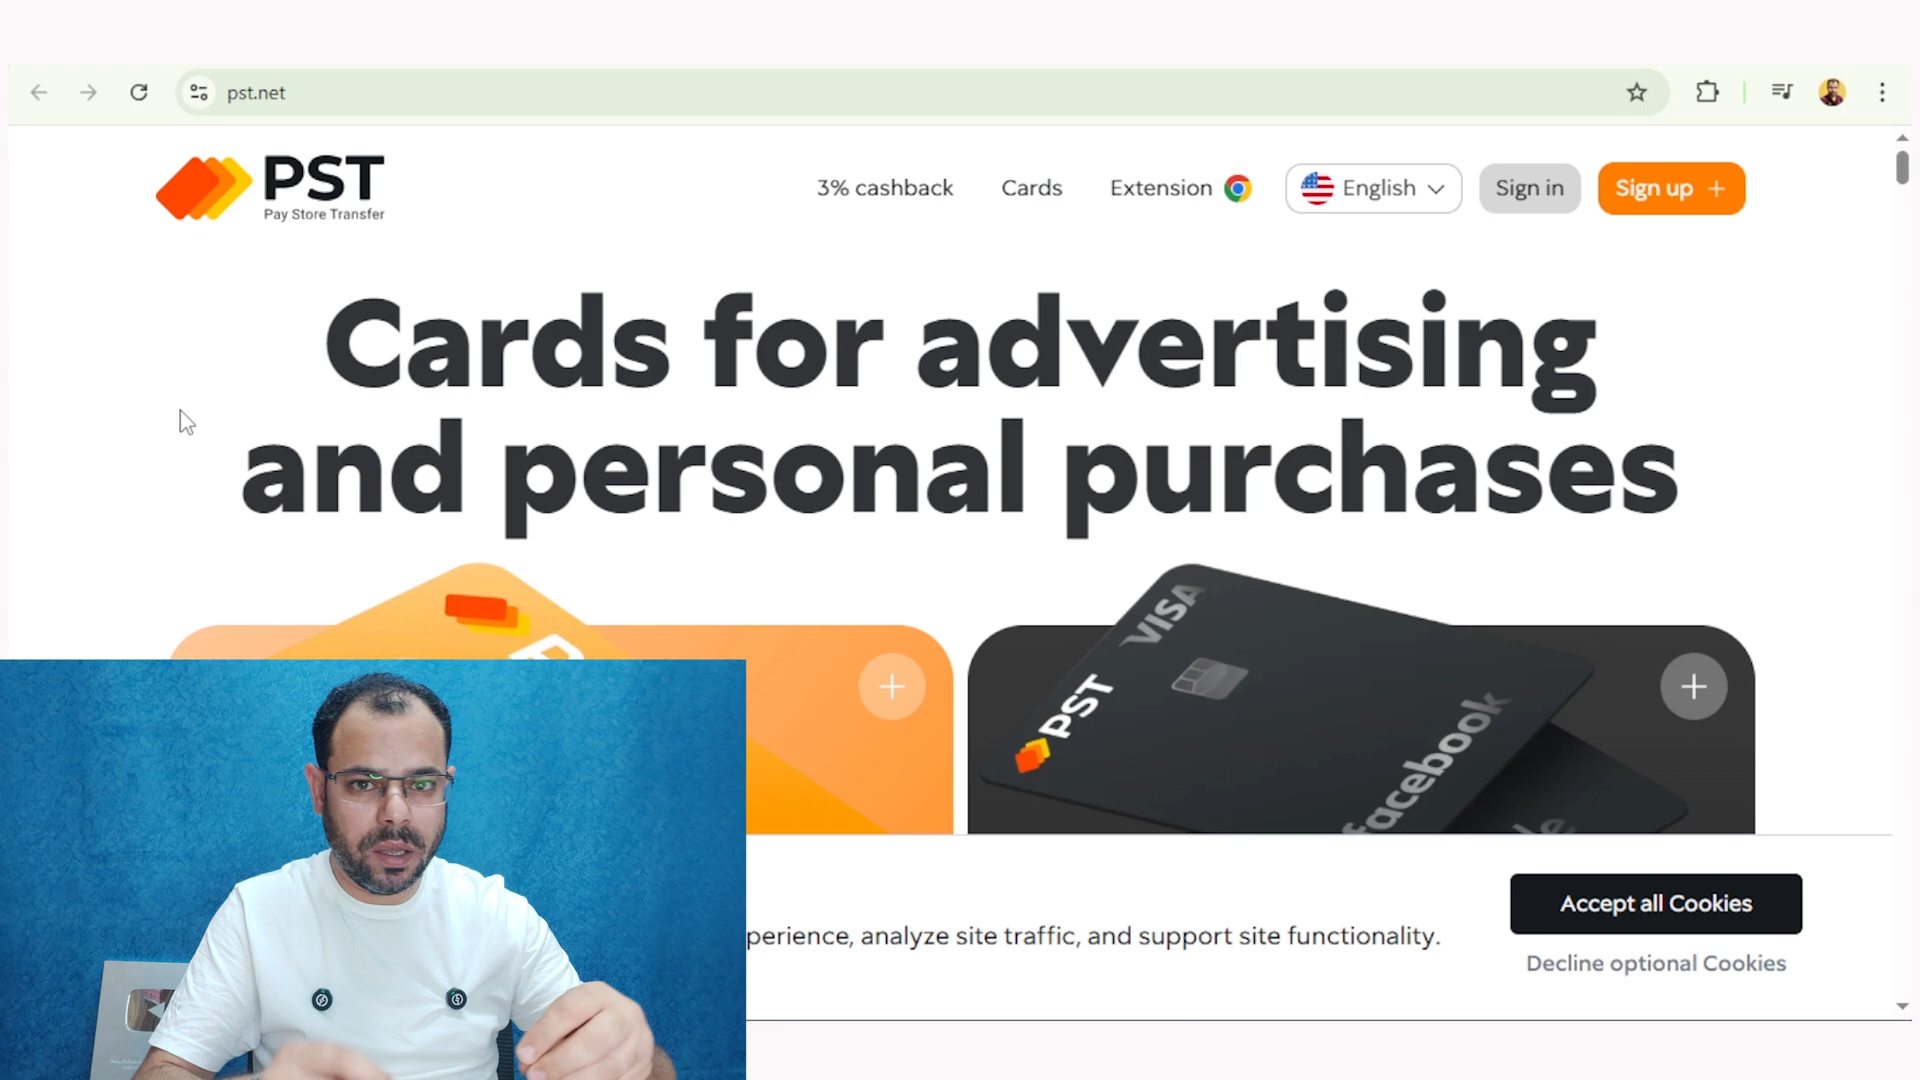 pst.net
PST
Pay Store Transfer
3% cashback
Cards
Extension
English
Sign in
Sign up +
Cards for advertising
and personal purchases
VISA
PST
facebook
perience, analyze site traffic, and support site functionality.
Accept all Cookies
Decline optional Cookies